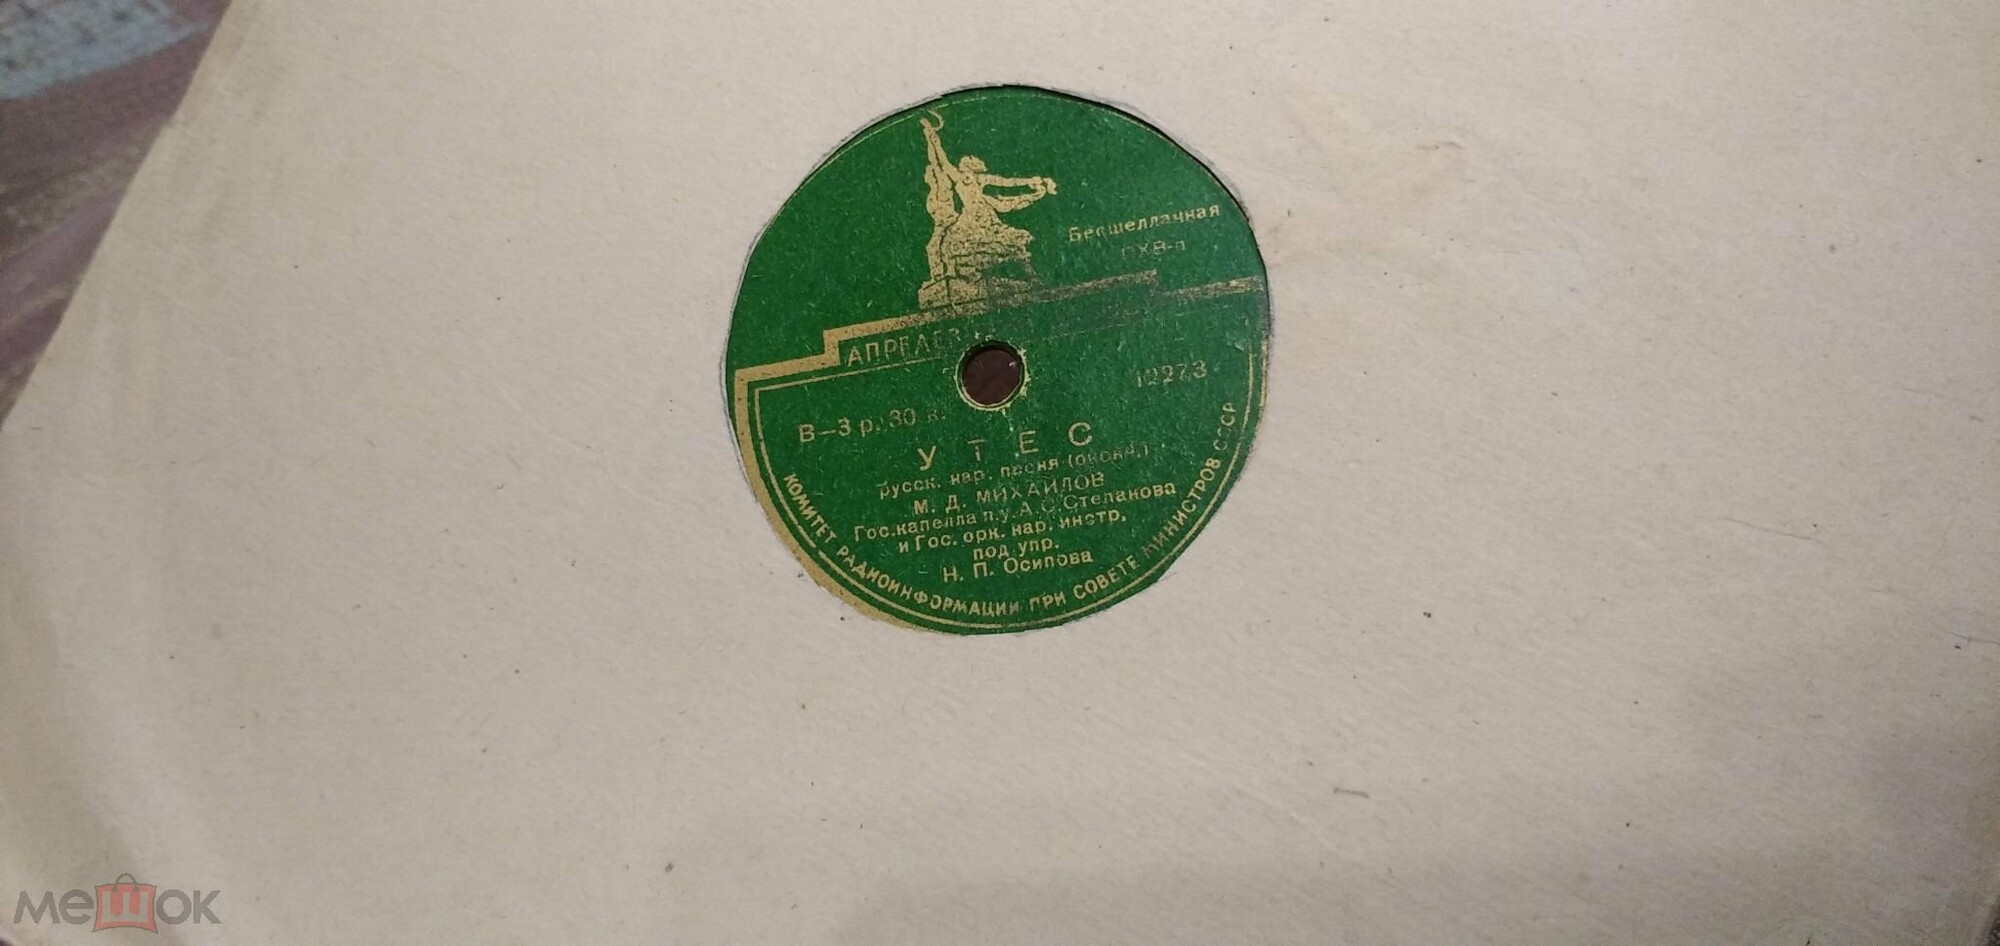 Бесшеллачная
АПРЕЛЕВ
В–3 р. 30 к.
12273
УТЕС
русск. нар. песня (оконч.)
М. Д. МИХАЙЛОВ
Гос. капелла п.у. А. С. Степанова
и Гос. орк. нар. инстр.
под упр.
Н. П. Осипова
КОМИТЕТ РАДИОИНФОРМАЦИИ ПРИ СОВЕТЕ МИНИСТРОВ СССР
мешок